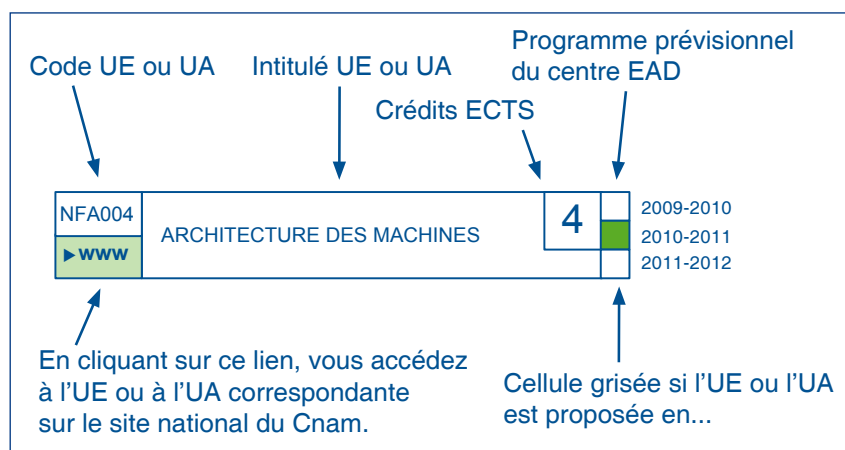 Programme prévisionnel
du centre EAD
Code UE ou UA
Intitulé UE ou UA
Crédits ECTS
NFA004
ARCHITECTURE DES MACHINES
4
2009-2010
2010-2011
2011-2012
►WWW
En cliquant sur ce lien, vous accédez
à l’UE ou à l’UA correspondante
sur le site national du Cnam.
Cellule grisée si l’UE ou l’UA
est proposée en...